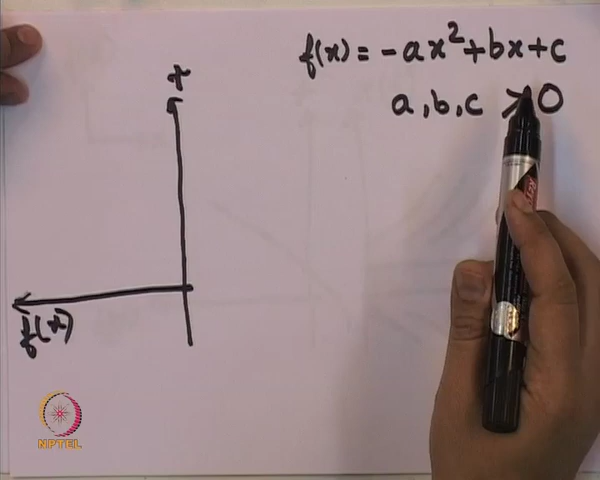 f(x) = -ax²+bx+c
a, b, c > 0
x
f(x)
NPTEL